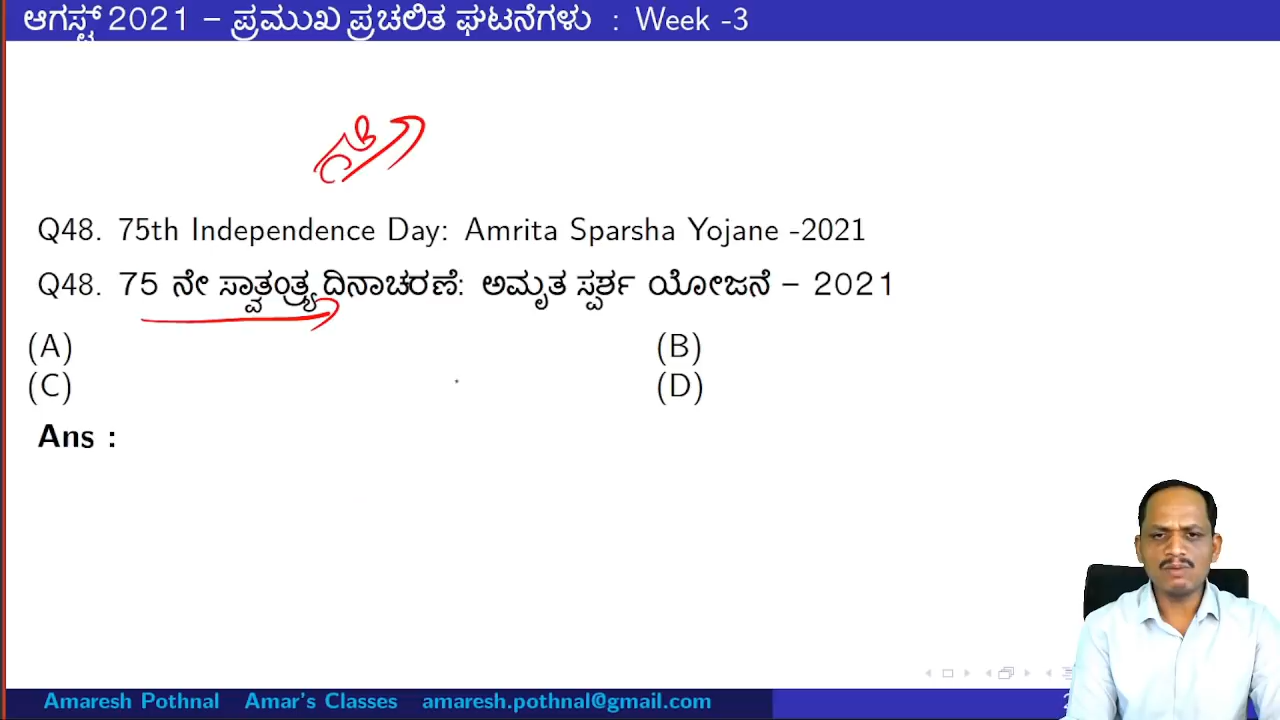 ಆಗಸ್ಟ್ 2021 – ಪ್ರಮುಖ ಪ್ರಚಲಿತ ಘಟನೆಗಳು : Week -3
Q48. 75th Independence Day: Amrita Sparsha Yojane -2021
Q48. 75 ನೇ ಸ್ವಾತಂತ್ರ್ಯ ದಿನಾಚರಣೆ: ಅಮೃತ ಸ್ಪರ್ಶ ಯೋಜನೆ – 2021
(A) (B)
(C) (D)
Ans :
Amaresh Pothnal Amar's Classes amaresh.pothnal@gmail.com